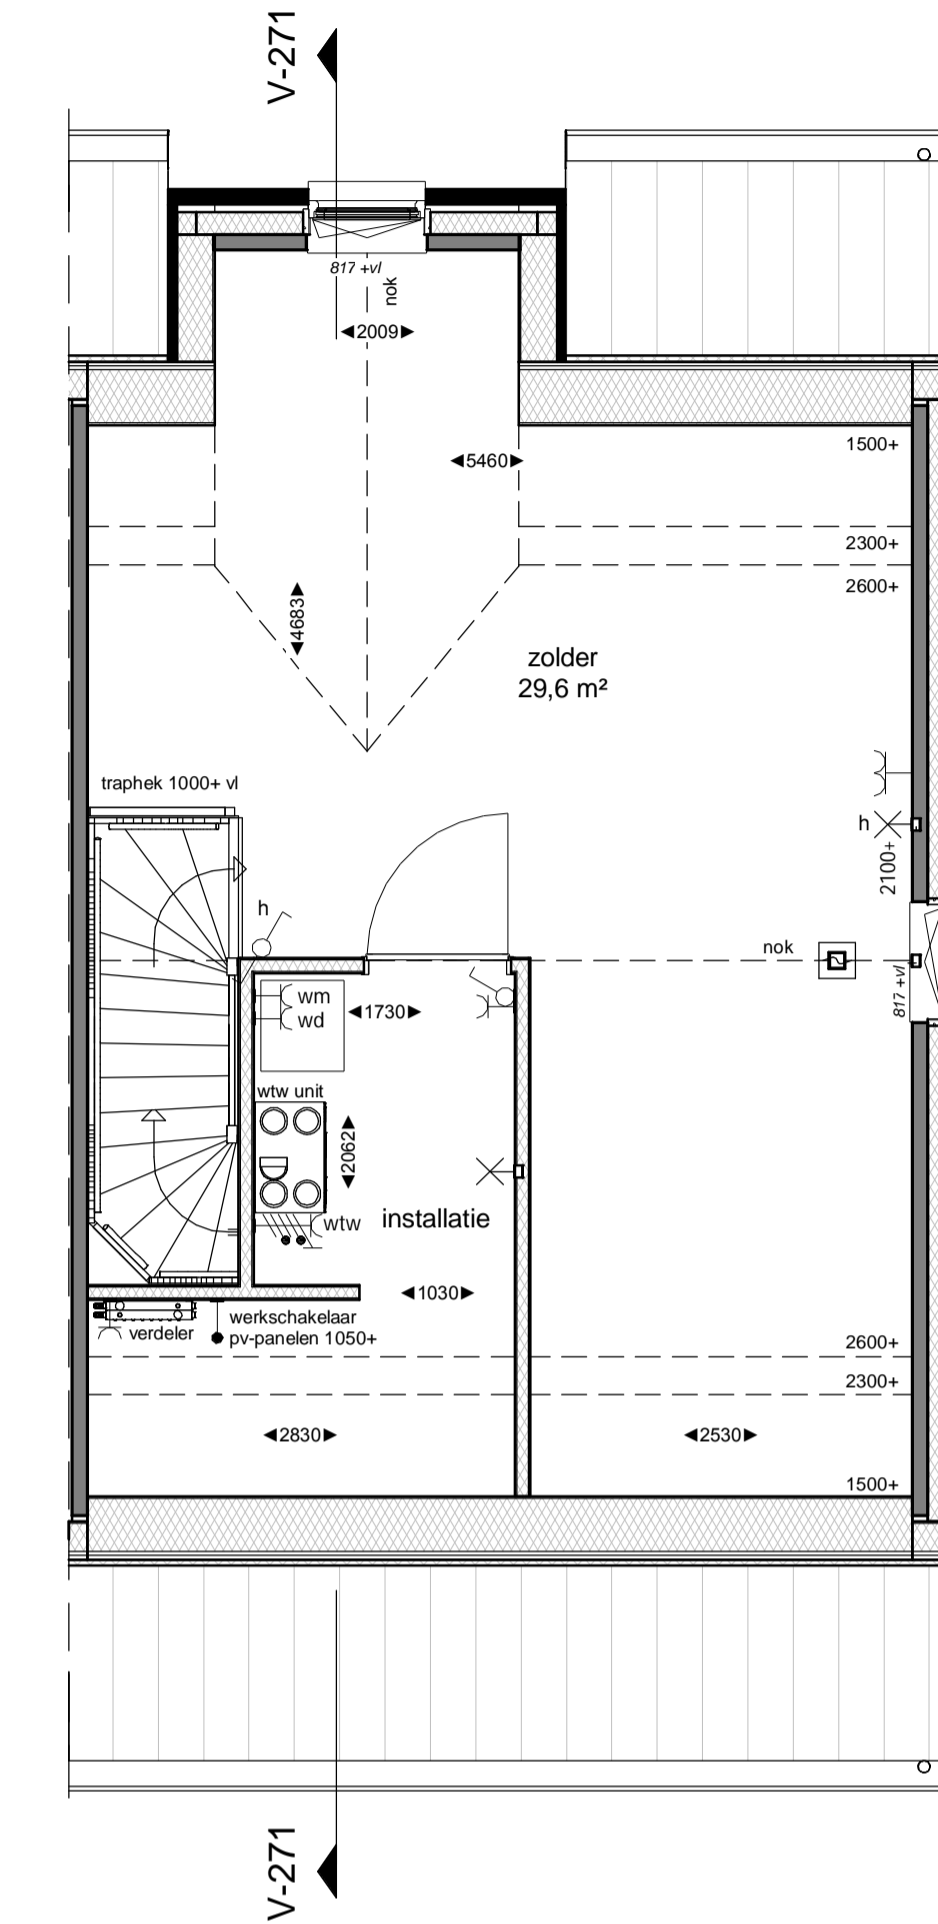 V-271
817 +vl
nok
2009
1500+
5460
2300+
2600+
4683
zolder
29,6 m²
traphek 1000+ vl
h
2100+
h
nok
817 +vl
wm
wd
1730
wtw unit
2062
wtw
installatie
1030
verdeler
werkschakelaar
pv-panelen 1050+
2600+
2300+
2830
2530
1500+
V-271